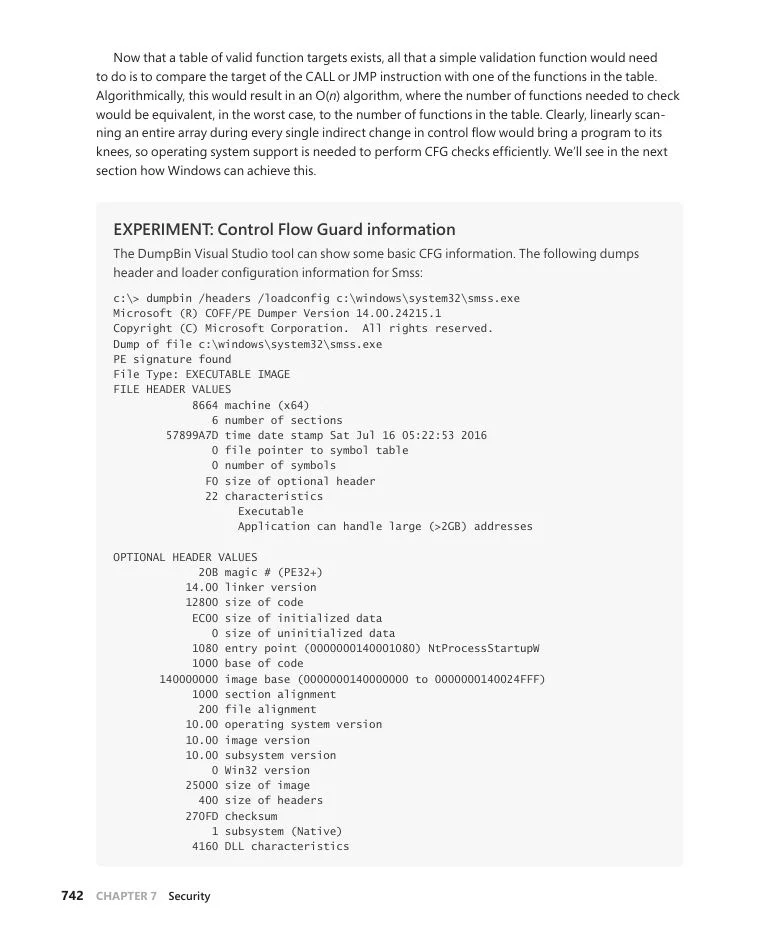 Now that a table of valid function targets exists, all that a simple validation function would need
to do is to compare the target of the CALL or JMP instruction with one of the functions in the table.
Algorithmically, this would result in an O(n) algorithm, where the number of functions needed to check
would be equivalent, in the worst case, to the number of functions in the table. Clearly, linearly scan-
ning an entire array during every single indirect change in control flow would bring a program to its
knees, so operating system support is needed to perform CFG checks efficiently. We'll see in the next
section how Windows can achieve this.
EXPERIMENT: Control Flow Guard information
The DumpBin Visual Studio tool can show some basic CFG information. The following dumps
header and loader configuration information for Smss:
c:\> dumpbin /headers /loadconfig c:\windows\system32\smss.exe
Microsoft (R) COFF/PE Dumper Version 14.00.24215.1
Copyright (C) Microsoft Corporation.  All rights reserved.
Dump of file c:\windows\system32\smss.exe
PE signature found
File Type: EXECUTABLE IMAGE
FILE HEADER VALUES
            8664 machine (x64)
               6 number of sections
        57899A7D time date stamp Sat Jul 16 05:22:53 2016
               0 file pointer to symbol table
               0 number of symbols
              F0 size of optional header
              22 characteristics
                   Executable
                   Application can handle large (>2GB) addresses
OPTIONAL HEADER VALUES
             20B magic # (PE32+)
           14.00 linker version
           12800 size of code
            EC00 size of initialized data
               0 size of uninitialized data
            1080 entry point (0000000140001080) NtProcessStartupW
            1000 base of code
       140000000 image base (0000000140000000 to 0000000140024FFF)
            1000 section alignment
             200 file alignment
           10.00 operating system version
           10.00 image version
           10.00 subsystem version
               0 Win32 version
           25000 size of image
             400 size of headers
           270FD checksum
               1 subsystem (Native)
            4160 DLL characteristics
742 CHAPTER 7 Security